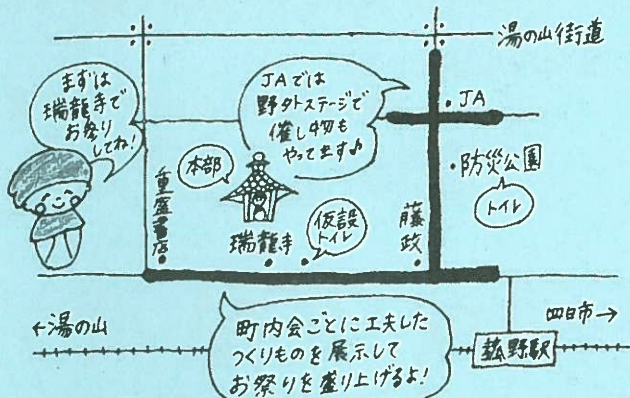 湯の山街道
まずは
瑞龍寺で
お祭り
してね!
JAでは
野外ステージで
催し物も
やってます♪
JA
本部
防災公園
トイレ
重盛書店
瑞龍寺
仮設
トイレ
藤政
←湯の山
町内会ごとに工夫した
つくりものを展示して
お祭りを盛り上げるよ!
四日市→
菰野駅